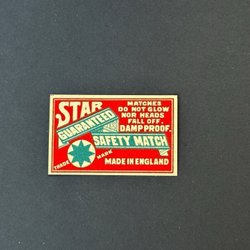 STAR
MATCHES
DO NOT GLOW
NOR HEADS
FALL OFF.
DAMP PROOF.
GUARANTEED
SAFETY MATCH
TRADE MARK
MADE IN ENGLAND